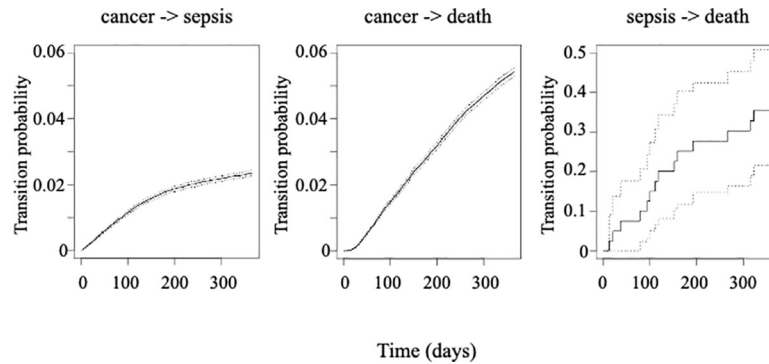 cancer -> sepsis
cancer -> death
sepsis -> death
Transition probability
0.06
0.04
0.02
0
0 100 200 300
Transition probability
0.06
0.04
0.02
0
0 100 200 300
Transition probability
0.5
0.4
0.3
0.2
0.1
0
0 100 200 300
Time (days)